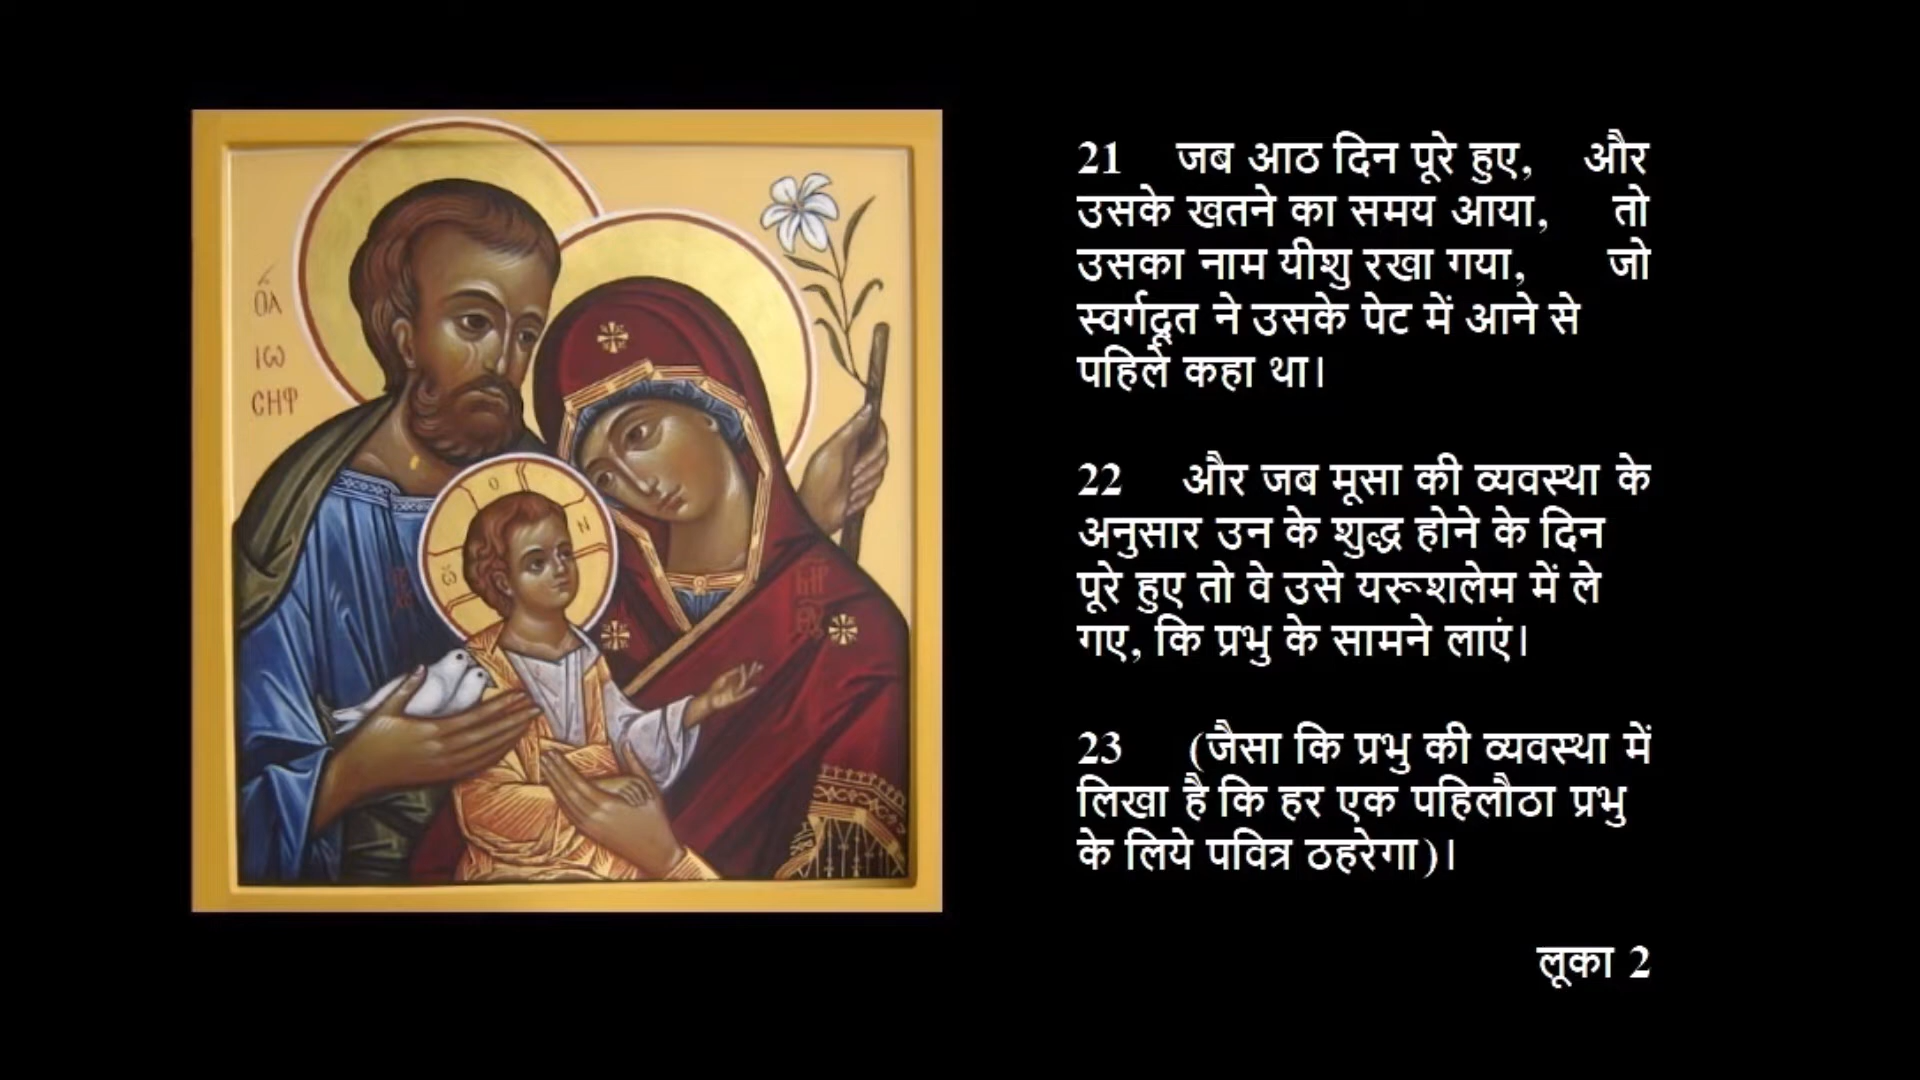 ὁ ἅ
ΙΩ
СΗΦ
Ο
Ν
Ѡ
21 जब आठ दिन पूरे हुए, और
उसके खतने का समय आया, तो
उसका नाम यीशु रखा गया, जो
स्वर्गदूत ने उसके पेट में आने से
पहिले कहा था।
22 और जब मूसा की व्यवस्था के
अनुसार उन के शुद्ध होने के दिन
पूरे हुए तो वे उसे यरूशलेम में ले
गए, कि प्रभु के सामने लाएं।
23 (जैसा कि प्रभु की व्यवस्था में
लिखा है कि हर एक पहिलौठा प्रभु
के लिये पवित्र ठहरेगा)।
लूका 2